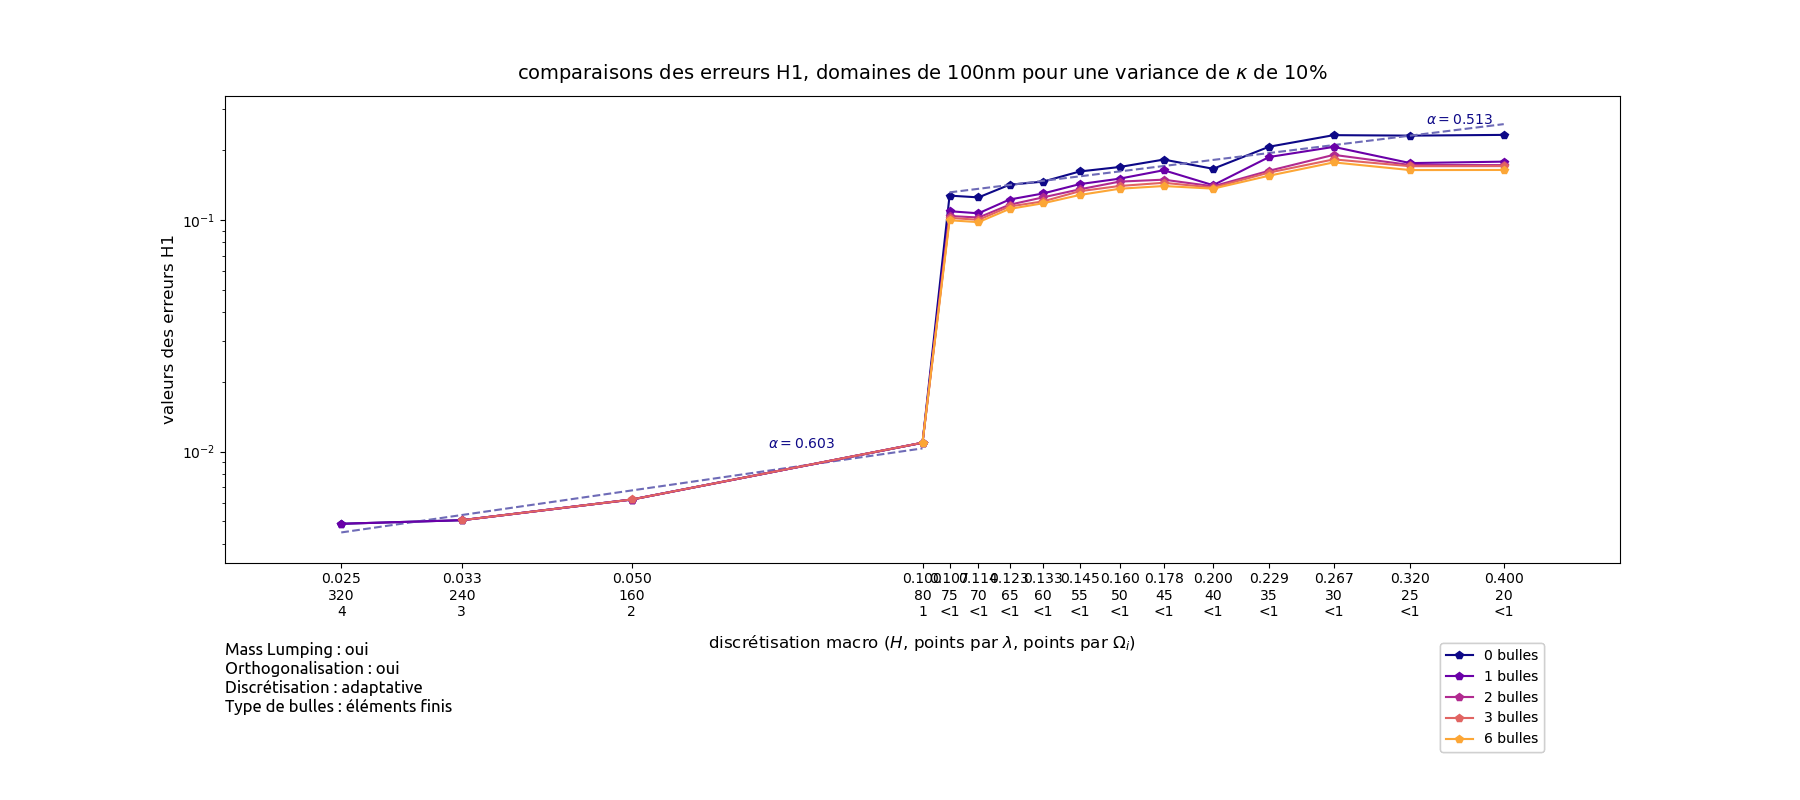 comparaisons des erreurs H1, domaines de 100nm pour une variance de κ de 10%
α = 0.513
α = 0.603
valeurs des erreurs H1
10⁻¹
10⁻²
0.025 0.033 0.050 0.100 0.107 0.114 0.123 0.133 0.145 0.160 0.178 0.200 0.229 0.267 0.320 0.400
320 240 160 80 75 70 65 60 55 50 45 40 35 30 25 20
4 3 2 1 <1 <1 <1 <1 <1 <1 <1 <1 <1 <1 <1 <1
discrétisation macro (H, points par λ, points par Ωᵢ)
Mass Lumping : oui
Orthogonalisation : oui
Discrétisation : adaptative
Type de bulles : éléments finis
0 bulles
1 bulles
2 bulles
3 bulles
6 bulles